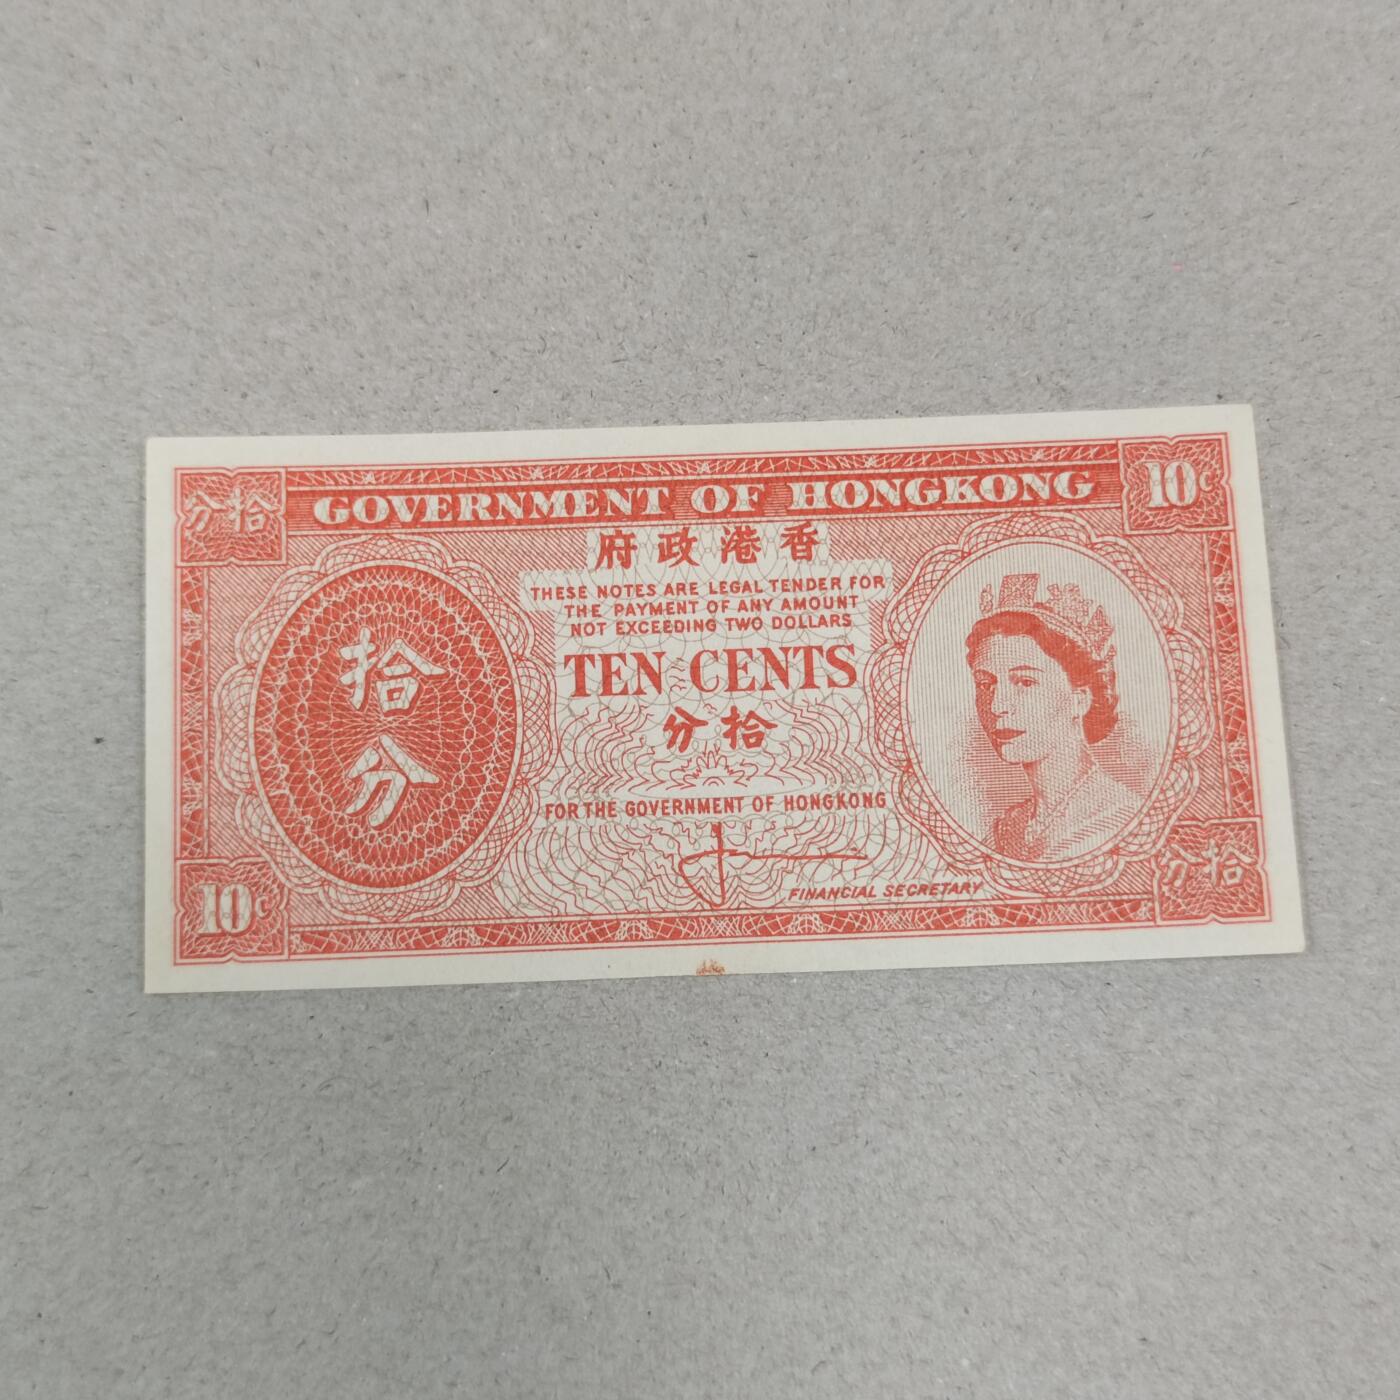 分拾
GOVERNMENT OF HONGKONG
10c
府政港香
THESE NOTES ARE LEGAL TENDER FOR
THE PAYMENT OF ANY AMOUNT
NOT EXCEEDING TWO DOLLARS
拾
分
TEN CENTS
分拾
FOR THE GOVERNMENT OF HONGKONG
FINANCIAL SECRETARY
10c
分拾